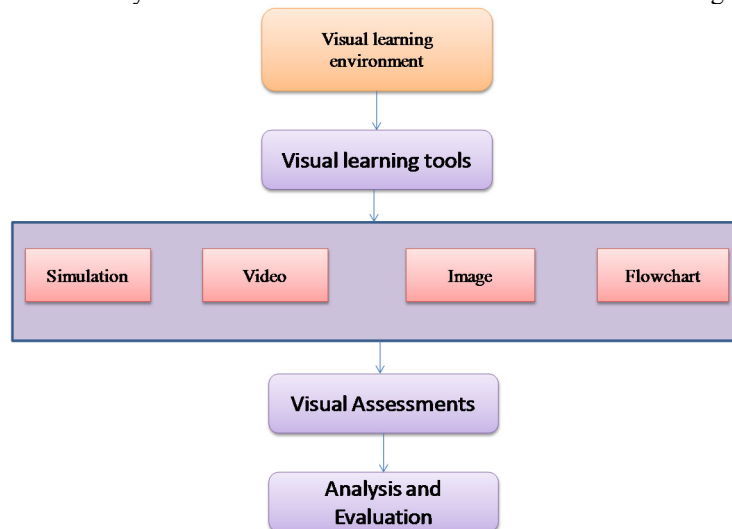 Visual learning
environment
Visual learning tools
Simulation Video Image Flowchart
Visual Assessments
Analysis and
Evaluation